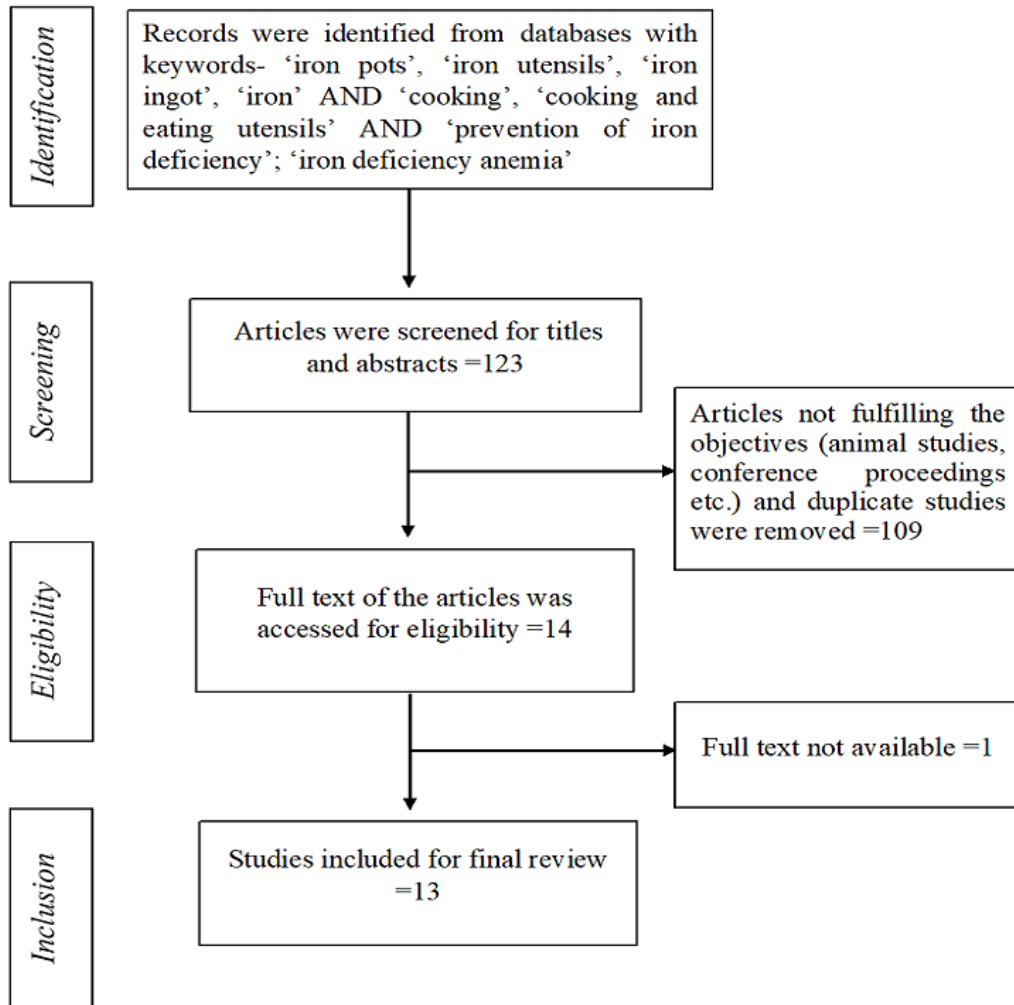 Identification
Records were identified from databases with
keywords- ‘iron pots’, ‘iron utensils’, ‘iron
ingot’, ‘iron’ AND ‘cooking’, ‘cooking and
eating utensils’ AND ‘prevention of iron
deficiency’; ‘iron deficiency anemia’
Screening
Articles were screened for titles
and abstracts =123
Articles not fulfilling the
objectives (animal studies,
conference proceedings
etc.) and duplicate studies
were removed =109
Eligibility
Full text of the articles was
accessed for eligibility =14
Full text not available =1
Inclusion
Studies included for final review
=13